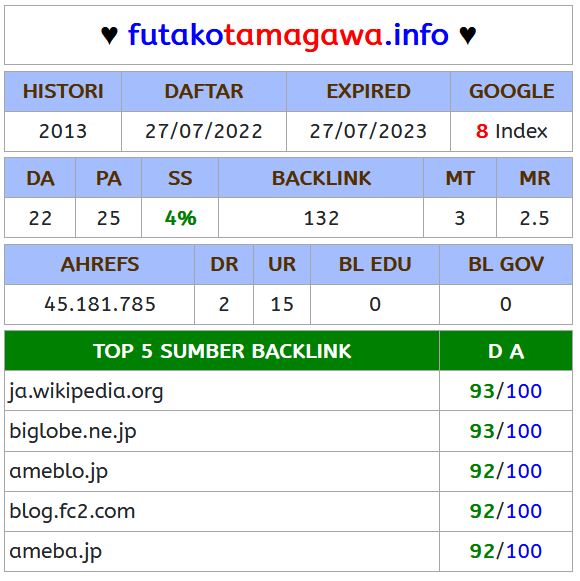 ♥ futakotamagawa.info ♥
HISTORI DAFTAR EXPIRED GOOGLE
2013 27/07/2022 27/07/2023 8 Index
DA PA SS BACKLINK MT MR
22 25 4% 132 3 2.5
AHREFS DR UR BL EDU BL GOV
45.181.785 2 15 0 0
TOP 5 SUMBER BACKLINK D A
ja.wikipedia.org 93/100
biglobe.ne.jp 93/100
ameblo.jp 92/100
blog.fc2.com 92/100
ameba.jp 92/100